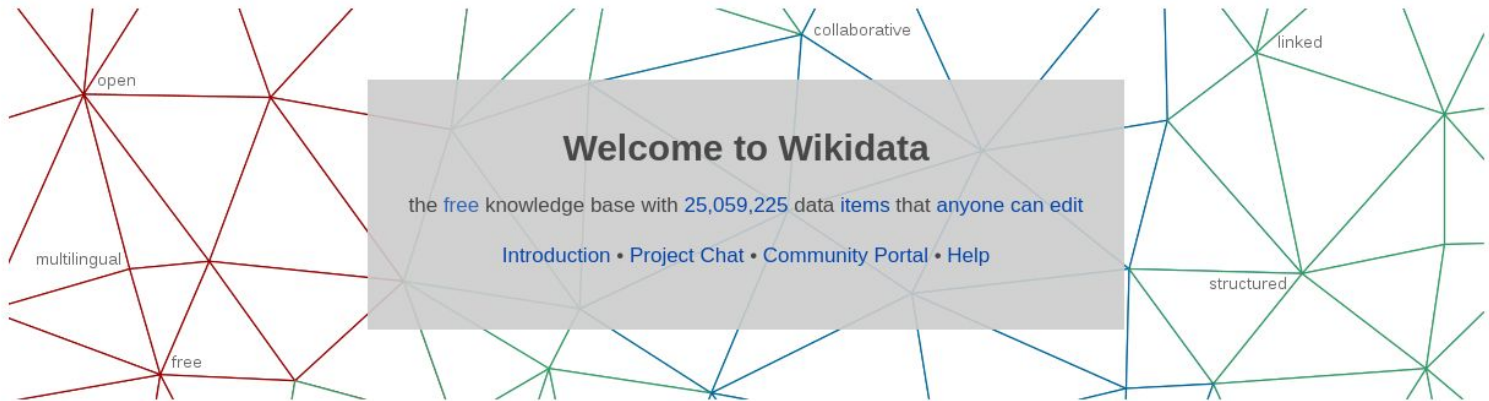 collaborative
linked
open
Welcome to Wikidata
the free knowledge base with 25,059,225 data items that anyone can edit
Introduction • Project Chat • Community Portal • Help
multilingual
structured
free